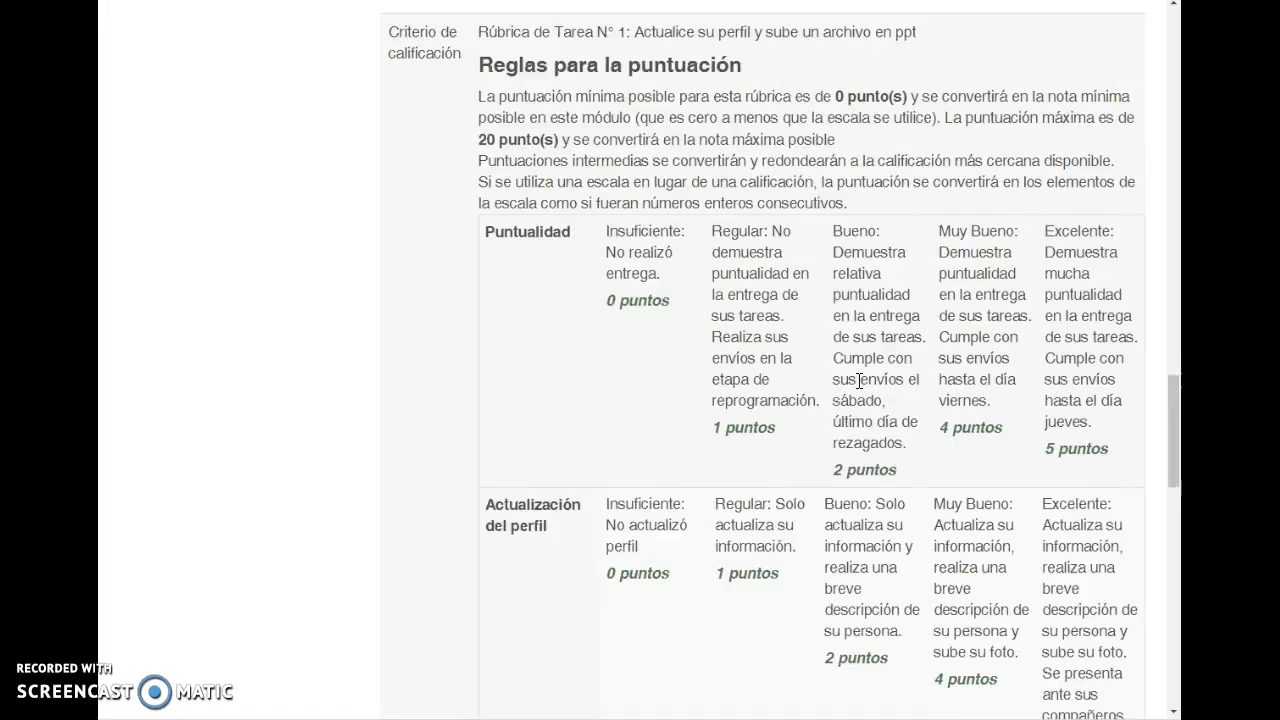 Criterio de
calificación
Rúbrica de Tarea N° 1: Actualice su perfil y sube un archivo en ppt
Reglas para la puntuación
La puntuación mínima posible para esta rúbrica es de 0 punto(s) y se convertirá en la nota mínima
posible en este módulo (que es cero a menos que la escala se utilice). La puntuación máxima es de
20 punto(s) y se convertirá en la nota máxima posible
Puntuaciones intermedias se convertirán y redondearán a la calificación más cercana disponible.
Si se utiliza una escala en lugar de una calificación, la puntuación se convertirá en los elementos de
la escala como si fueran números enteros consecutivos.
Puntualidad
Insuficiente:
No realizó
entrega.
0 puntos
Regular: No
demuestra
puntualidad en
la entrega de
sus tareas.
Realiza sus
envíos en la
etapa de
reprogramación.
1 puntos
Bueno:
Demuestra
relativa
puntualidad
en la entrega
de sus tareas.
Cumple con
sus envíos el
sábado,
último día de
rezagados.
2 puntos
Muy Bueno:
Demuestra
puntualidad
en la entrega
de sus tareas.
Cumple con
sus envíos
hasta el día
viernes.
4 puntos
Excelente:
Demuestra
mucha
puntualidad
en la entrega
de sus tareas.
Cumple con
sus envíos
hasta el día
jueves.
5 puntos
Actualización
del perfil
Insuficiente:
No actualizó
perfil
0 puntos
Regular: Solo
actualiza su
información.
1 puntos
Bueno: Solo
actualiza su
información y
realiza una
breve
descripción de
su persona.
2 puntos
Muy Bueno:
Actualiza su
información,
realiza una
breve
descripción de
su persona y
sube su foto.
4 puntos
Excelente:
Actualiza su
información,
realiza una
breve
descripción de
su persona y
sube su foto.
Se presenta
ante sus
compañeros
RECORDED WITH
SCREENCAST MATIC